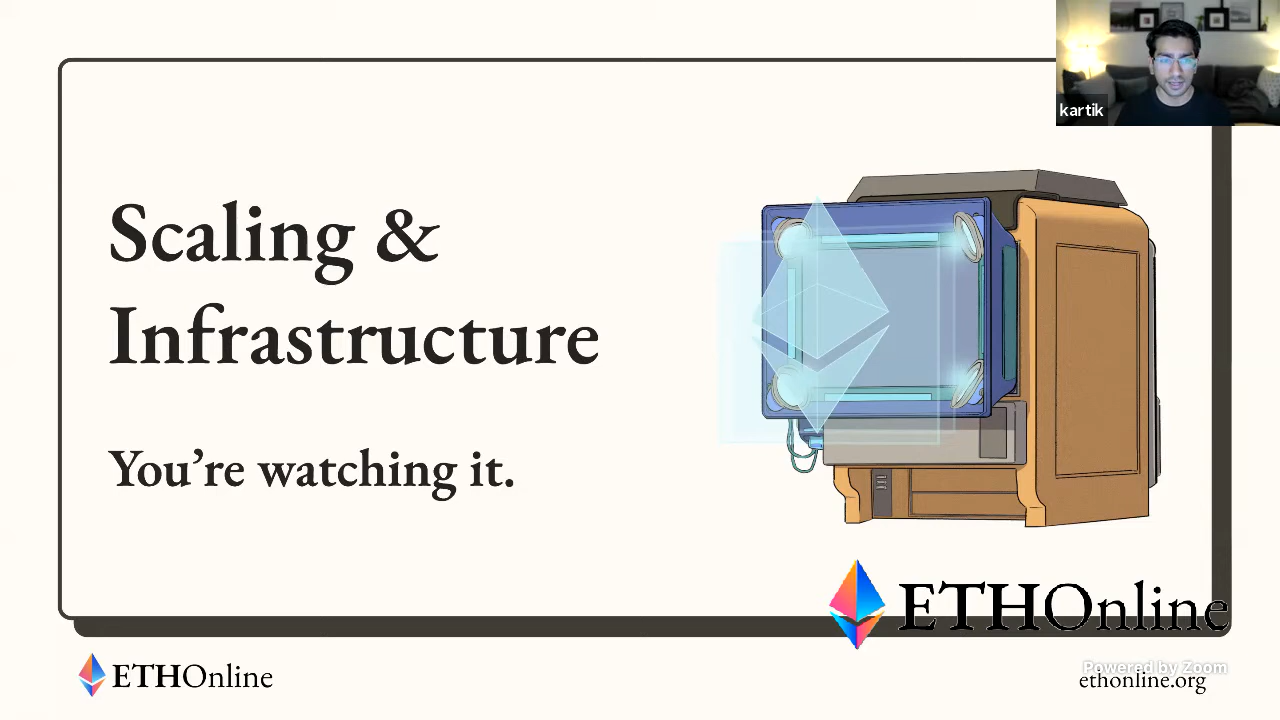 kartik
Scaling &
Infrastructure
You're watching it.
ETHOnline
ETHOnline
Powered by Zoom
ethonline.org